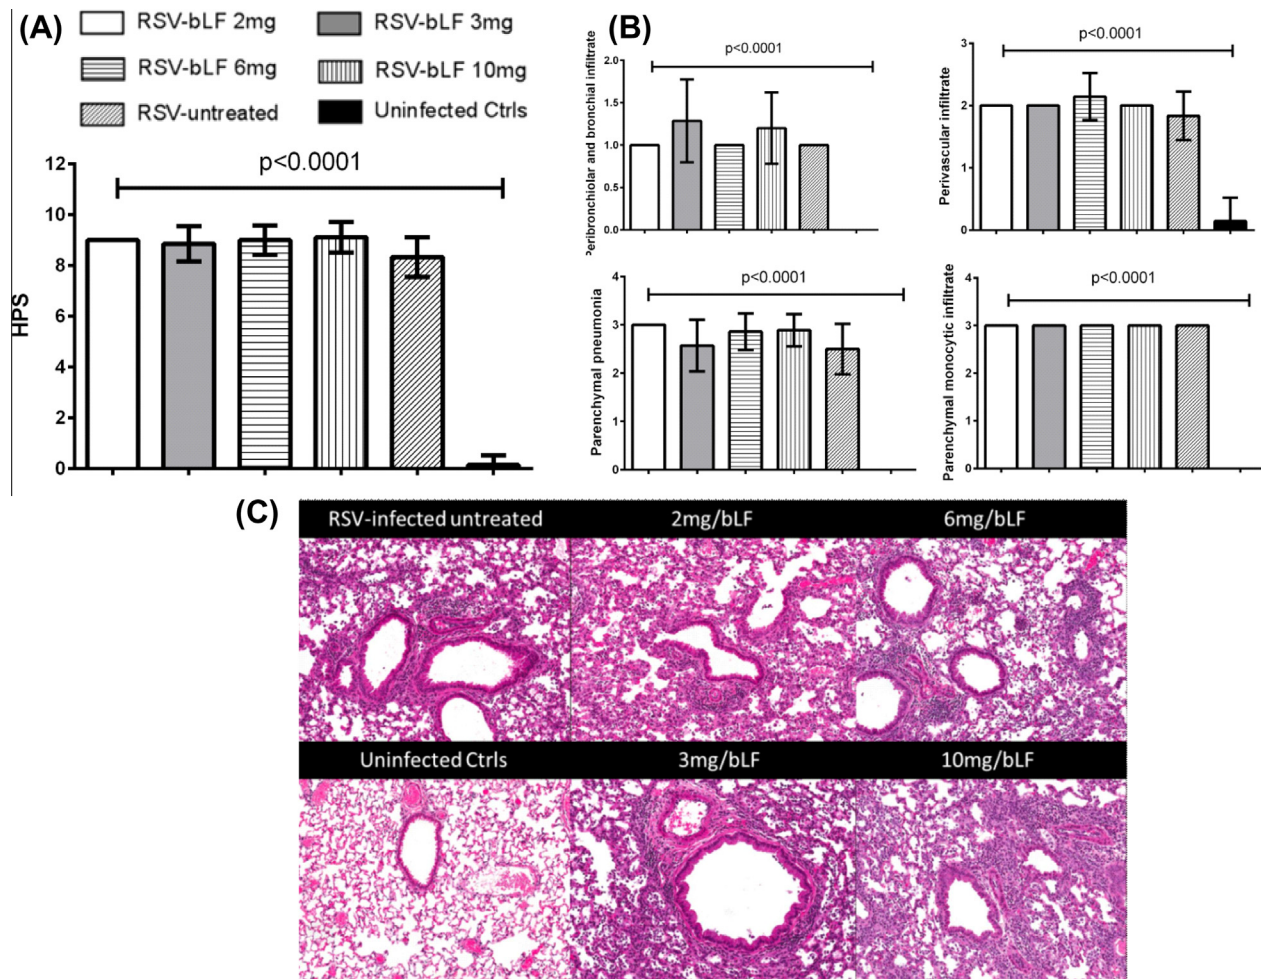 (A)
RSV-bLF 2mg
RSV-bLF 3mg
RSV-bLF 6mg
RSV-bLF 10mg
RSV-untreated
Uninfected Ctrls
p<0.0001
HPS
12
10
8
6
4
2
0
(B)
p<0.0001
Peribronchiolar and bronchial infiltrate
2.0
1.5
1.0
0.5
0.0
p<0.0001
Perivascular infiltrate
3
2
1
0
p<0.0001
Parenchymal pneumonia
4
3
2
1
0
p<0.0001
Parenchymal monocytic infiltrate
4
3
2
1
0
(C)
RSV-infected untreated
2mg/bLF
6mg/bLF
Uninfected Ctrls
3mg/bLF
10mg/bLF